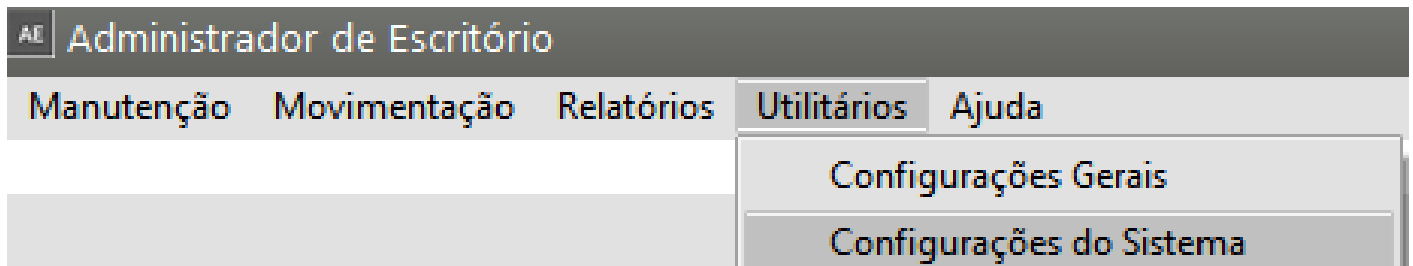 AE Administrador de Escritório
Manutenção Movimentação Relatórios Utilitários Ajuda
Configurações Gerais
Configurações do Sistema